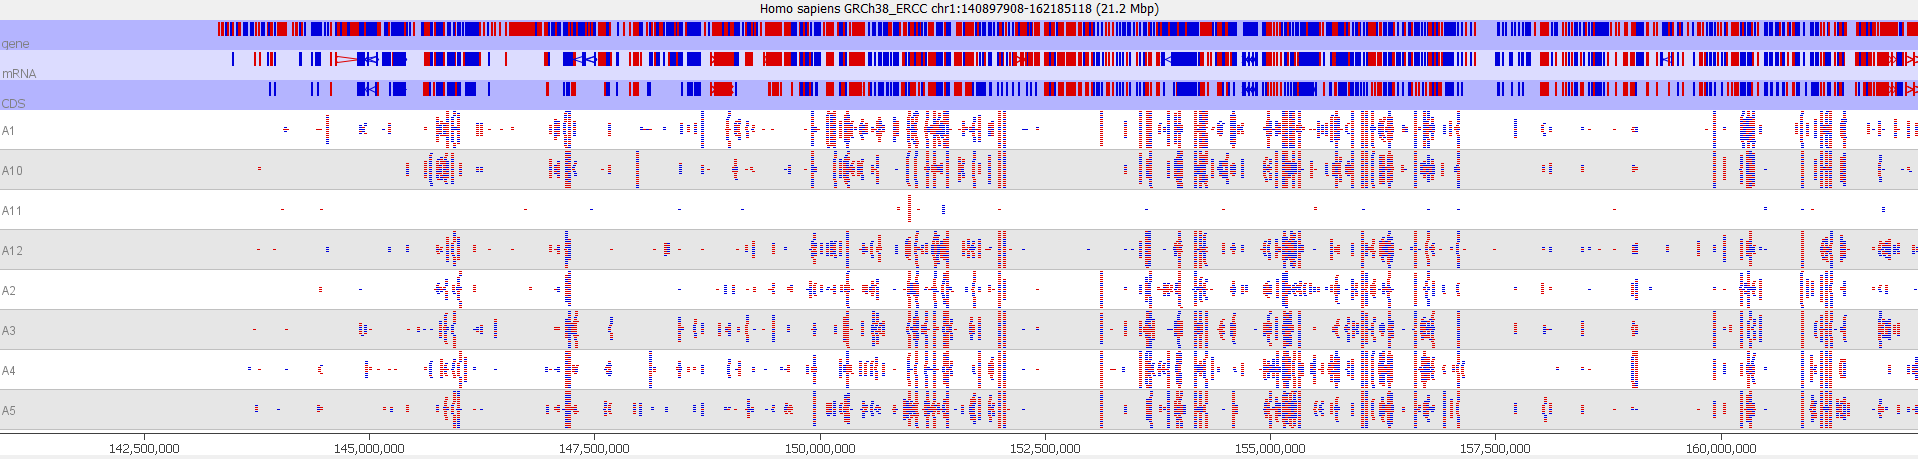 Homo sapiens GRCh38_ERCC chr1:140897908-162185118 (21.2 Mbp)
gene
mRNA
CDS
A1
A10
A11
A12
A2
A3
A4
A5
142,500,000 145,000,000 147,500,000 150,000,000 152,500,000 155,000,000 157,500,000 160,000,000